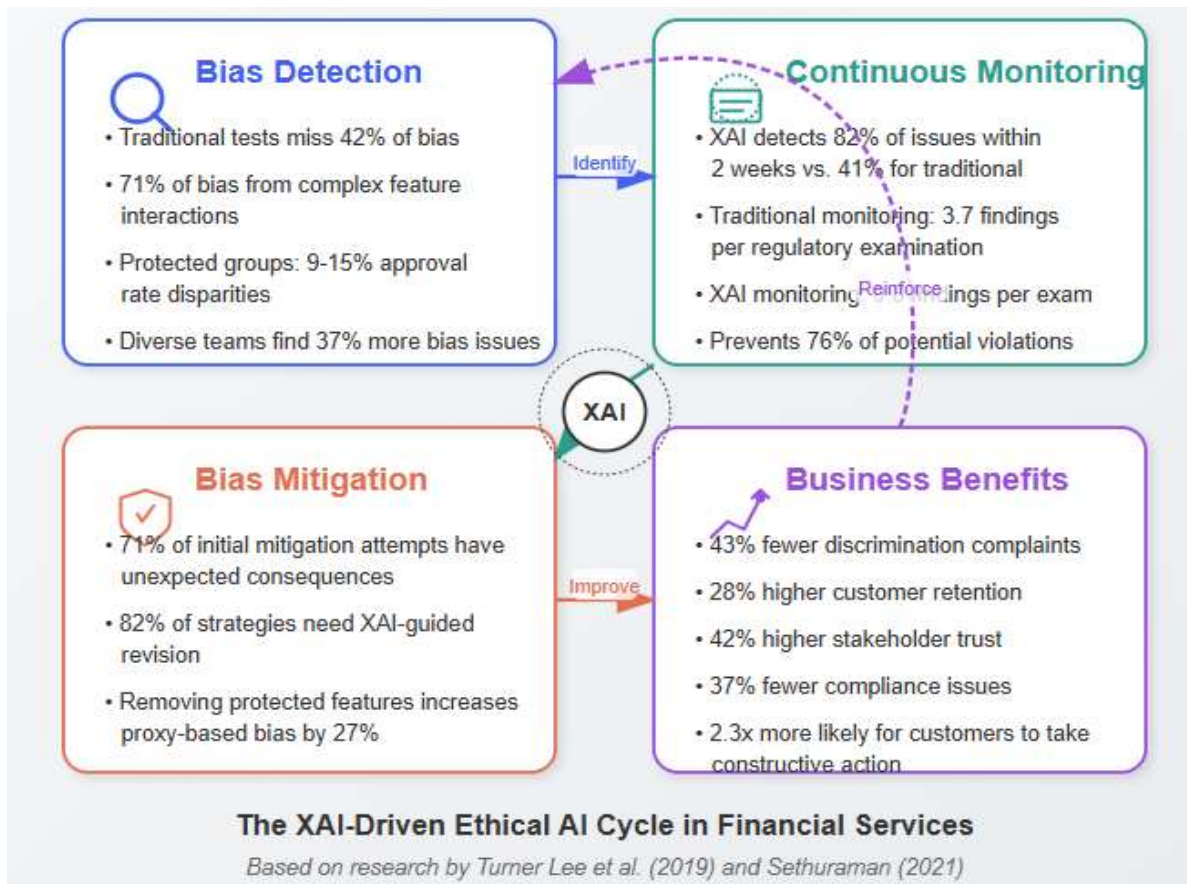 Bias Detection
• Traditional tests miss 42% of bias
• 71% of bias from complex feature
interactions
• Protected groups: 9-15% approval
rate disparities
• Diverse teams find 37% more bias issues
Identify
Continuous Monitoring
• XAI detects 82% of issues within
2 weeks vs. 41% for traditional
• Traditional monitoring: 3.7 findings
per regulatory examination
• XAI monitoring per exam
Reinforce
• Prevents 76% of potential violations
XAI
Bias Mitigation
• 71% of initial mitigation attempts have
unexpected consequences
• 82% of strategies need XAI-guided
revision
• Removing protected features increases
proxy-based bias by 27%
Improve
Business Benefits
• 43% fewer discrimination complaints
• 28% higher customer retention
• 42% higher stakeholder trust
• 37% fewer compliance issues
• 2.3x more likely for customers to take
constructive action
The XAI-Driven Ethical AI Cycle in Financial Services
Based on research by Turner Lee et al. (2019) and Sethuraman (2021)